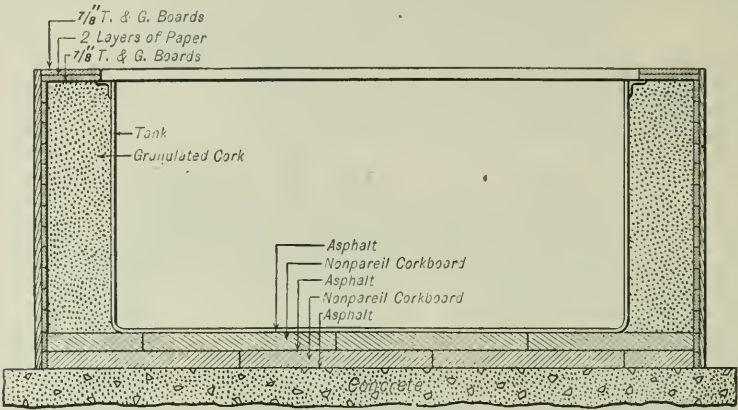 7/8" T. & G. Boards
2 Layers of Paper
7/8" T. & G. Boards
Tank
Granulated Cork
Asphalt
Nonpareil Corkboard
Asphalt
Nonpareil Corkboard
Asphalt
Concrete